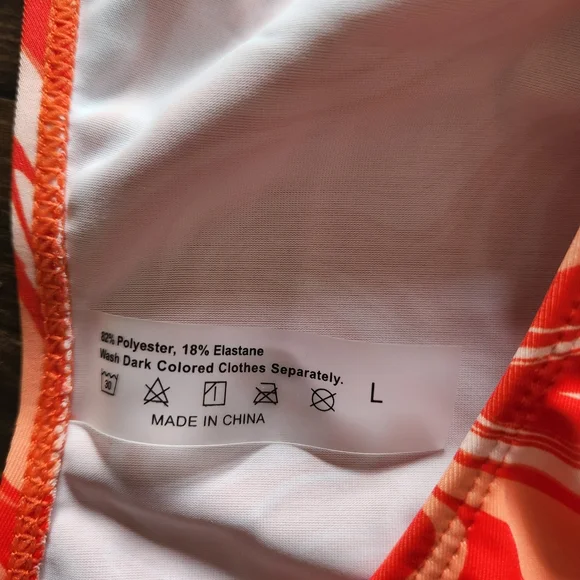 82% Polyester, 18% Elastane
Wash Dark Colored Clothes Separately.
30 L
MADE IN CHINA